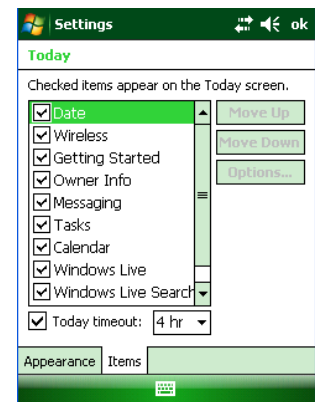 Settings ok
Today
Checked items appear on the Today screen.
Date
Move Up
Wireless
Move Down
Getting Started
Options...
Owner Info
Messaging
Tasks
Calendar
Windows Live
Windows Live Search
Today timeout: 4 hr
Appearance Items